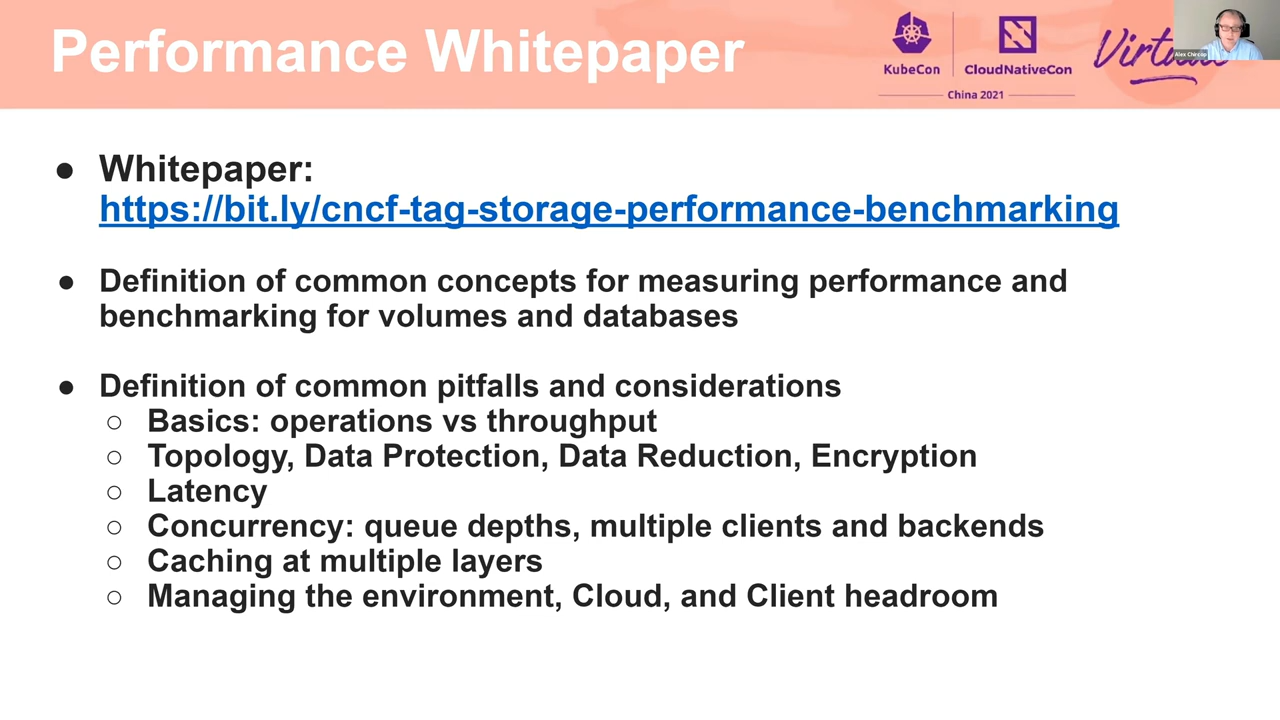 Performance Whitepaper
KubeCon
CloudNativeCon
China 2021
Virtual
Alex Chircop
● Whitepaper:
https://bit.ly/cncf-tag-storage-performance-benchmarking
● Definition of common concepts for measuring performance and
benchmarking for volumes and databases
● Definition of common pitfalls and considerations
○ Basics: operations vs throughput
○ Topology, Data Protection, Data Reduction, Encryption
○ Latency
○ Concurrency: queue depths, multiple clients and backends
○ Caching at multiple layers
○ Managing the environment, Cloud, and Client headroom